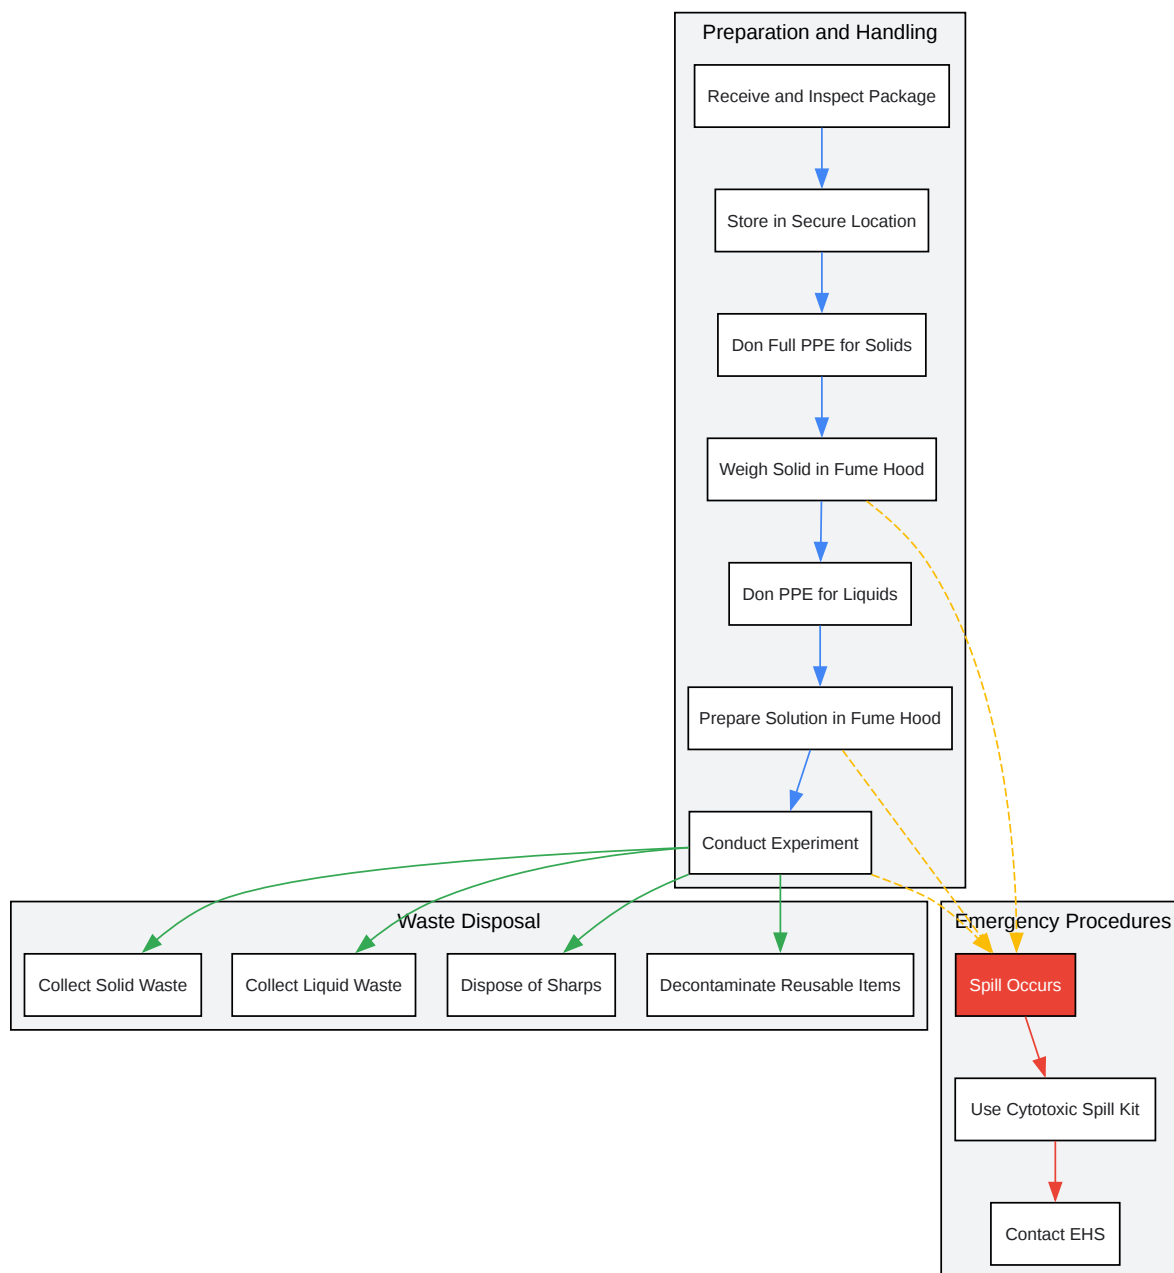 Preparation and Handling
Receive and Inspect Package
Store in Secure Location
Don Full PPE for Solids
Weigh Solid in Fume Hood
Don PPE for Liquids
Prepare Solution in Fume Hood
Conduct Experiment
Waste Disposal
Collect Solid Waste
Collect Liquid Waste
Dispose of Sharps
Decontaminate Reusable Items
Emergency Procedures
Spill Occurs
Use Cytotoxic Spill Kit
Contact EHS